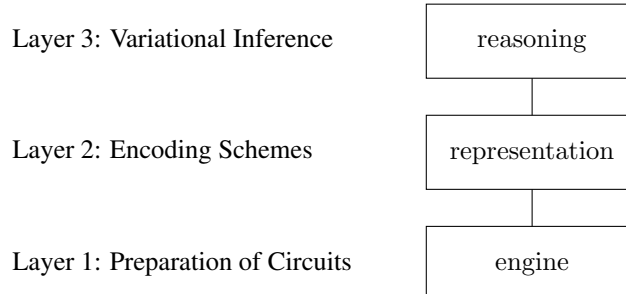 Layer 3: Variational Inference
reasoning
Layer 2: Encoding Schemes
representation
Layer 1: Preparation of Circuits
engine